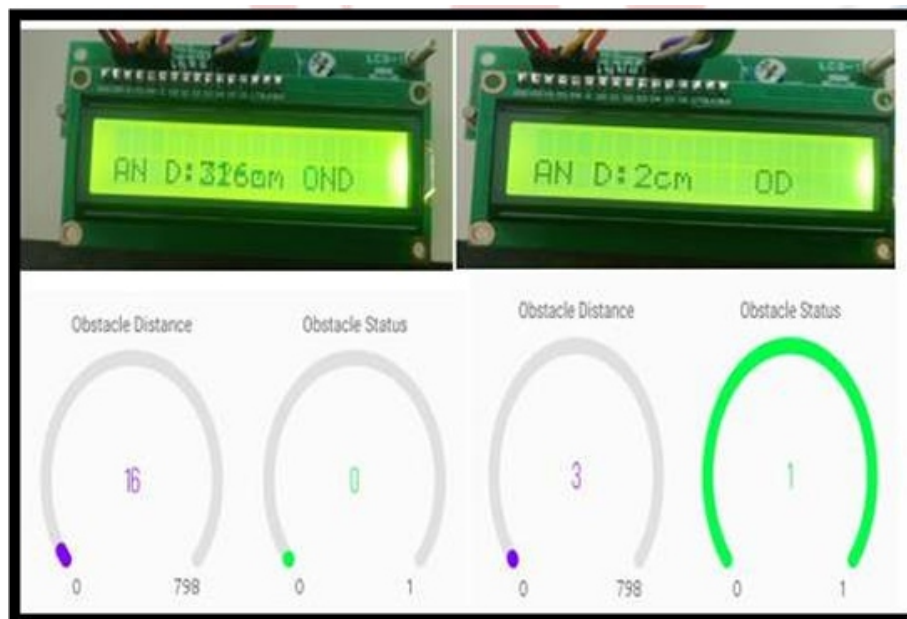 AN D:316cm OND
AN D:2cm OD
Obstacle Distance
16
0 798
Obstacle Status
0
0 1
Obstacle Distance
3
0 798
Obstacle Status
1
0 1